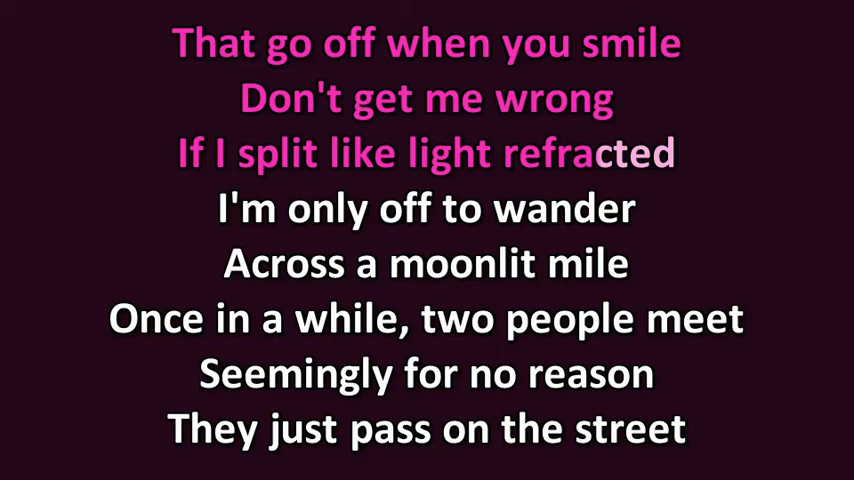 That go off when you smile
Don't get me wrong
If I split like light refracted
I'm only off to wander
Across a moonlit mile
Once in a while, two people meet
Seemingly for no reason
They just pass on the street